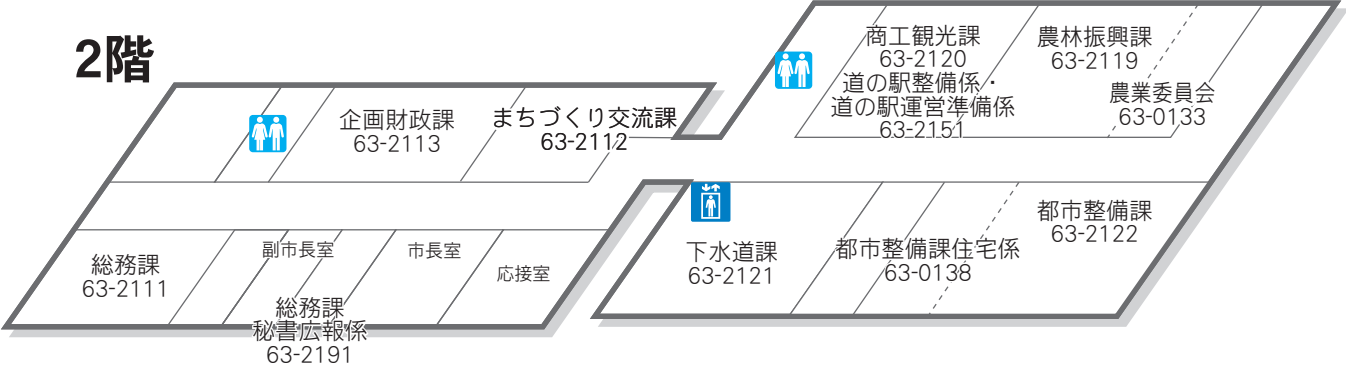 2階
企画財政課
63-2113
まちづくり交流課
63-2112
商工観光課
63-2120
道の駅整備係・
道の駅運営準備係
63-2151
農林振興課
63-2119
農業委員会
63-0133
総務課
63-2111
副市長室
総務課
秘書広報係
63-2191
市長室
応接室
下水道課
63-2121
都市整備課住宅係
63-0138
都市整備課
63-2122